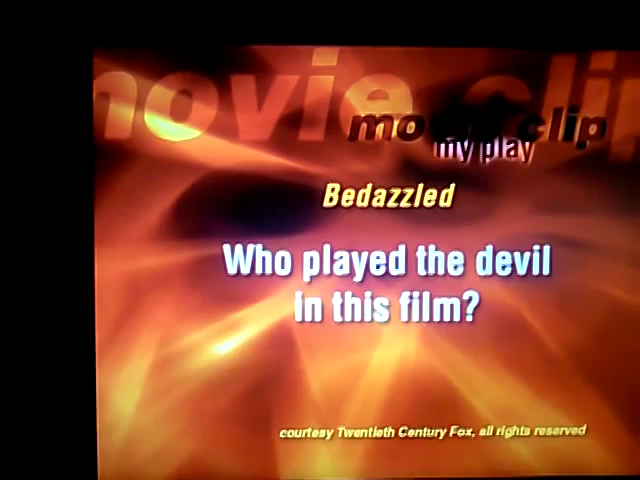 movie clip
movie clip
my play
Bedazzled
Who played the devil
in this film?
courtesy Twentieth Century Fox, all rights reserved